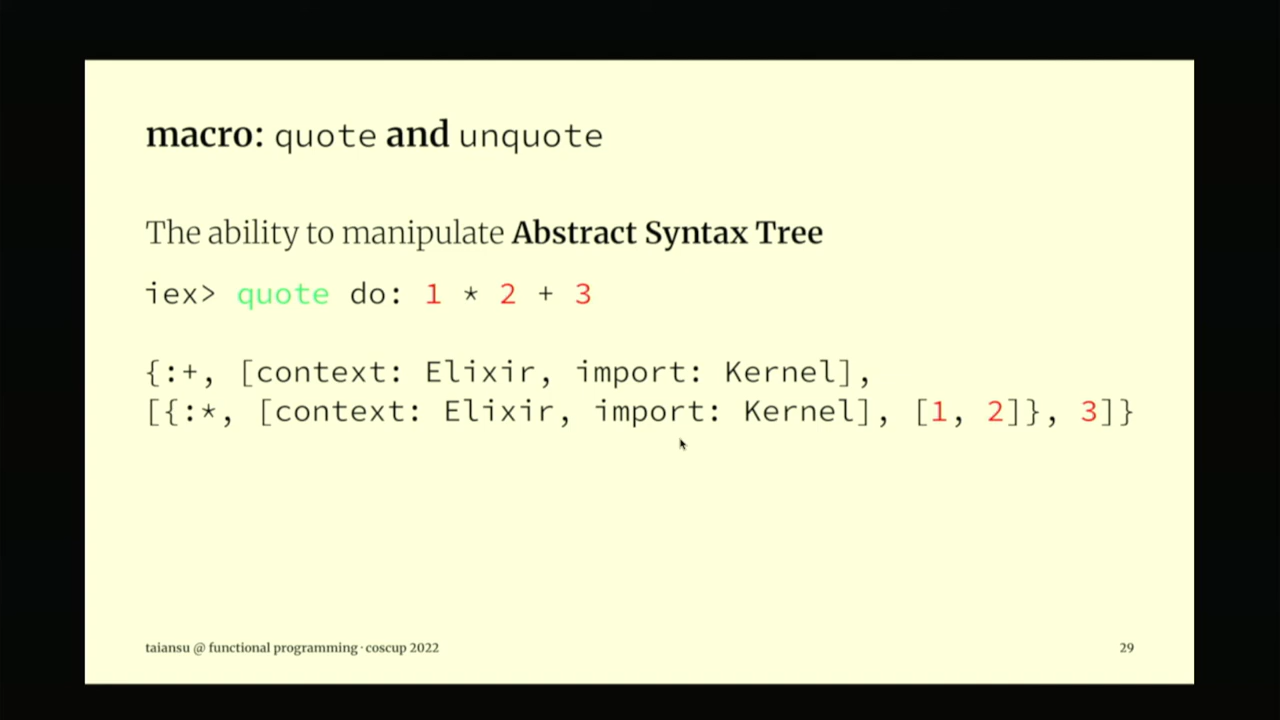 macro: quote and unquote
The ability to manipulate Abstract Syntax Tree
iex> quote do: 1 * 2 + 3
{:+, [context: Elixir, import: Kernel],
[{:*, [context: Elixir, import: Kernel], [1, 2]}, 3]}
taiansu @ functional programming · coscup 2022
29